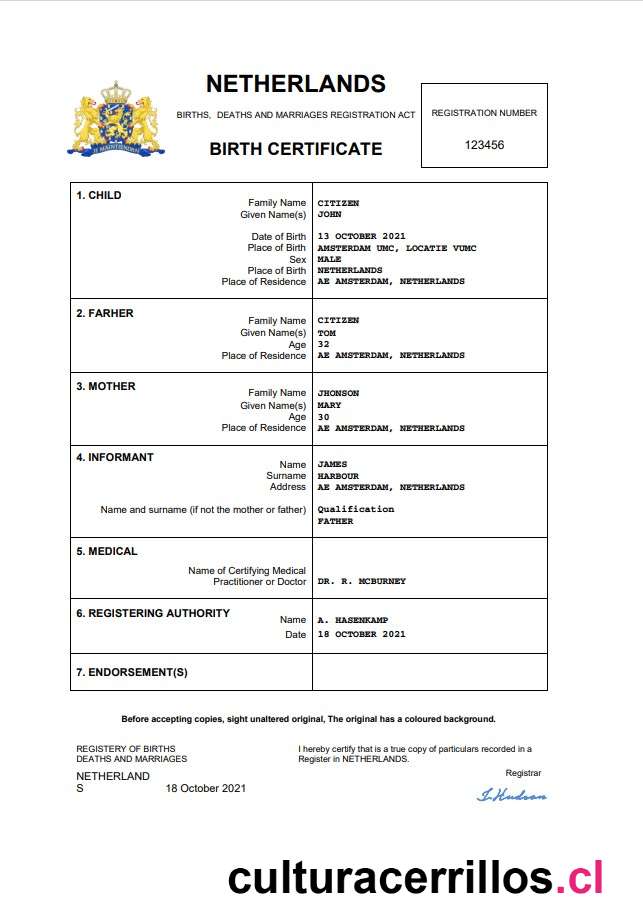 NETHERLANDS
BIRTHS, DEATHS AND MARRIAGES REGISTRATION ACT
BIRTH CERTIFICATE
REGISTRATION NUMBER
123456
JE MAINTIENDRAI
1. CHILD
Family Name CITIZEN
Given Name(s) JOHN
Date of Birth 13 OCTOBER 2021
Place of Birth AMSTERDAM UMC, LOCATIE VUMC
Sex MALE
Place of Birth NETHERLANDS
Place of Residence AE AMSTERDAM, NETHERLANDS
2. FARHER
Family Name CITIZEN
Given Name(s) TOM
Age 32
Place of Residence AE AMSTERDAM, NETHERLANDS
3. MOTHER
Family Name JHONSON
Given Name(s) MARY
Age 30
Place of Residence AE AMSTERDAM, NETHERLANDS
4. INFORMANT
Name JAMES
Surname HARBOUR
Address AE AMSTERDAM, NETHERLANDS
Name and surname (if not the mother or father) Qualification
FATHER
5. MEDICAL
Name of Certifying Medical
Practitioner or Doctor DR. R. MCBURNEY
6. REGISTERING AUTHORITY
Name A. HASENKAMP
Date 18 OCTOBER 2021
7. ENDORSEMENT(S)
Before accepting copies, sight unaltered original, The original has a coloured background.
REGISTERY OF BIRTHS
DEATHS AND MARRIAGES
NETHERLAND
S 18 October 2021
I hereby certify that is a true copy of particulars recorded in a
Register in NETHERLANDS.
Registrar
J.Hudson
culturacerrillos.cl